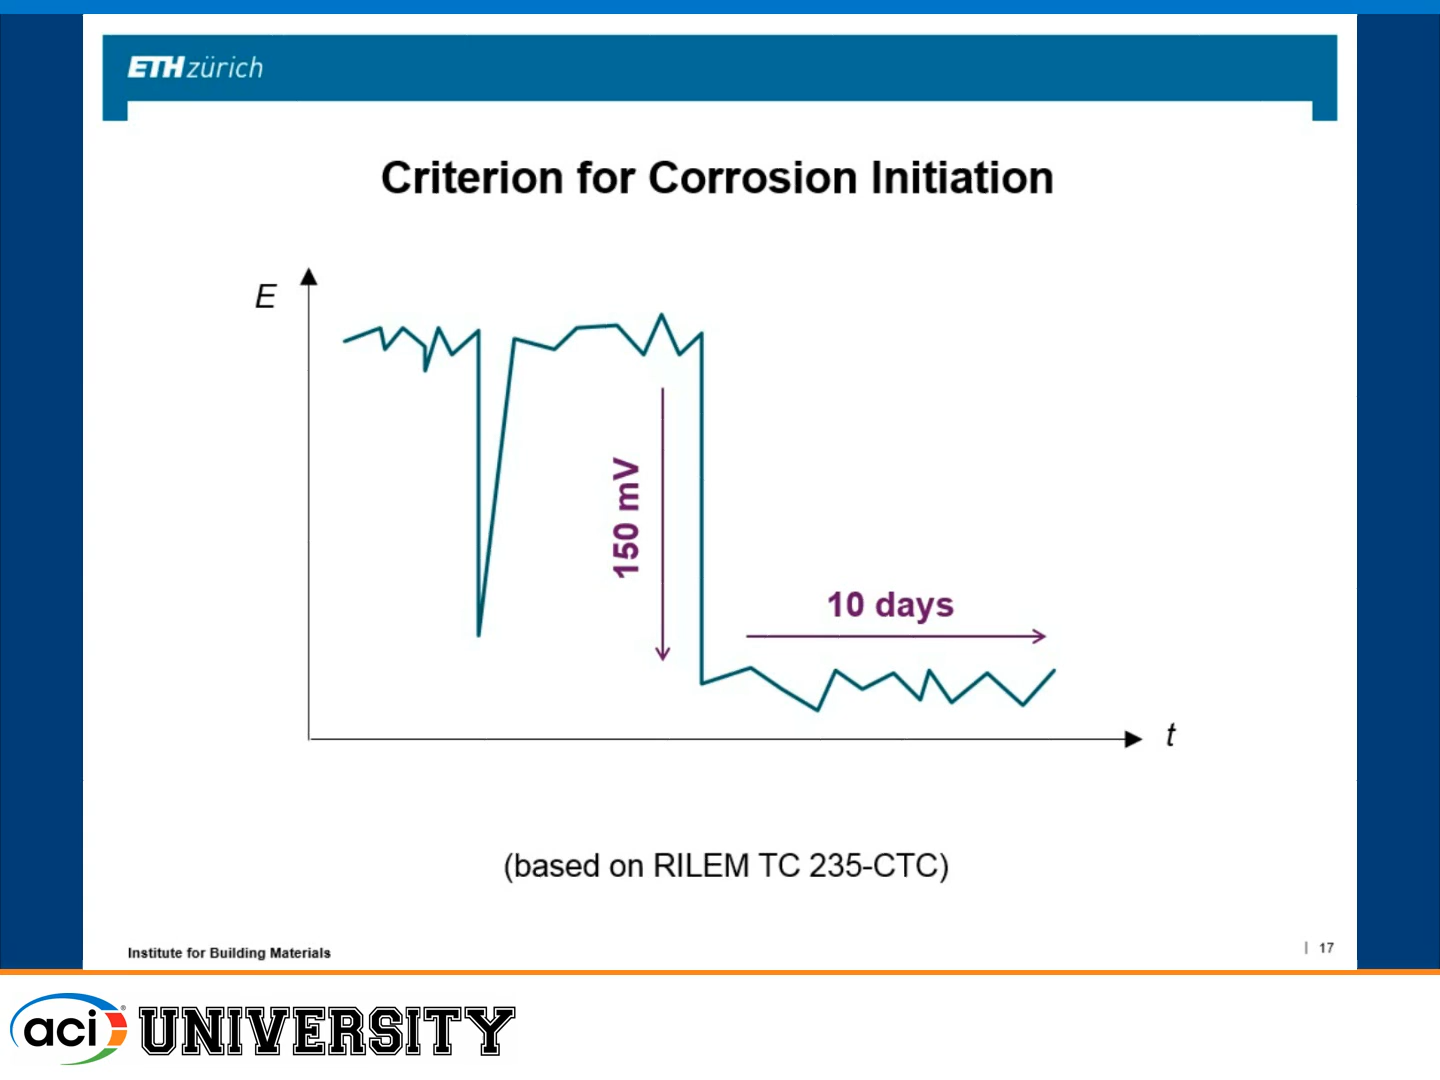 ETH zürich
Criterion for Corrosion Initiation
E
150 mV
10 days
t
(based on RILEM TC 235-CTC)
Institute for Building Materials
| 17
aci® UNIVERSITY